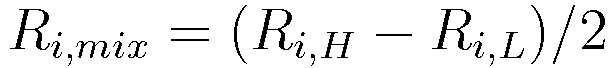 $R_{i,mix} = (R_{i,H} - R_{i,L})/2$